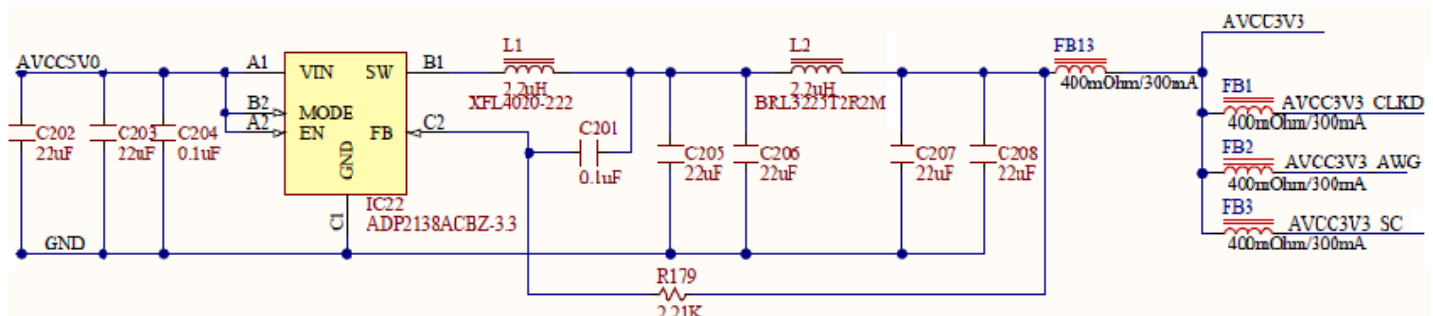 AVCC3V3
L1
L2
FB13
AVCC5V0
A1
VIN
SW
B1
2.2uH
XFL4020-222
2.2uH
BRL3225T2R2M
400mOhm/300mA
FB1
AVCC3V3_CLKD
400mOhm/300mA
B2
MODE
A2
EN
FB
C2
C201
0.1uF
C202
22uF
C203
22uF
C204
0.1uF
GND
C205
22uF
C206
22uF
C207
22uF
C208
22uF
FB2
AVCC3V3_AWG
400mOhm/300mA
C1
IC22
ADP2138ACBZ-3.3
FB3
AVCC3V3_SC
400mOhm/300mA
GND
R179
2.21K